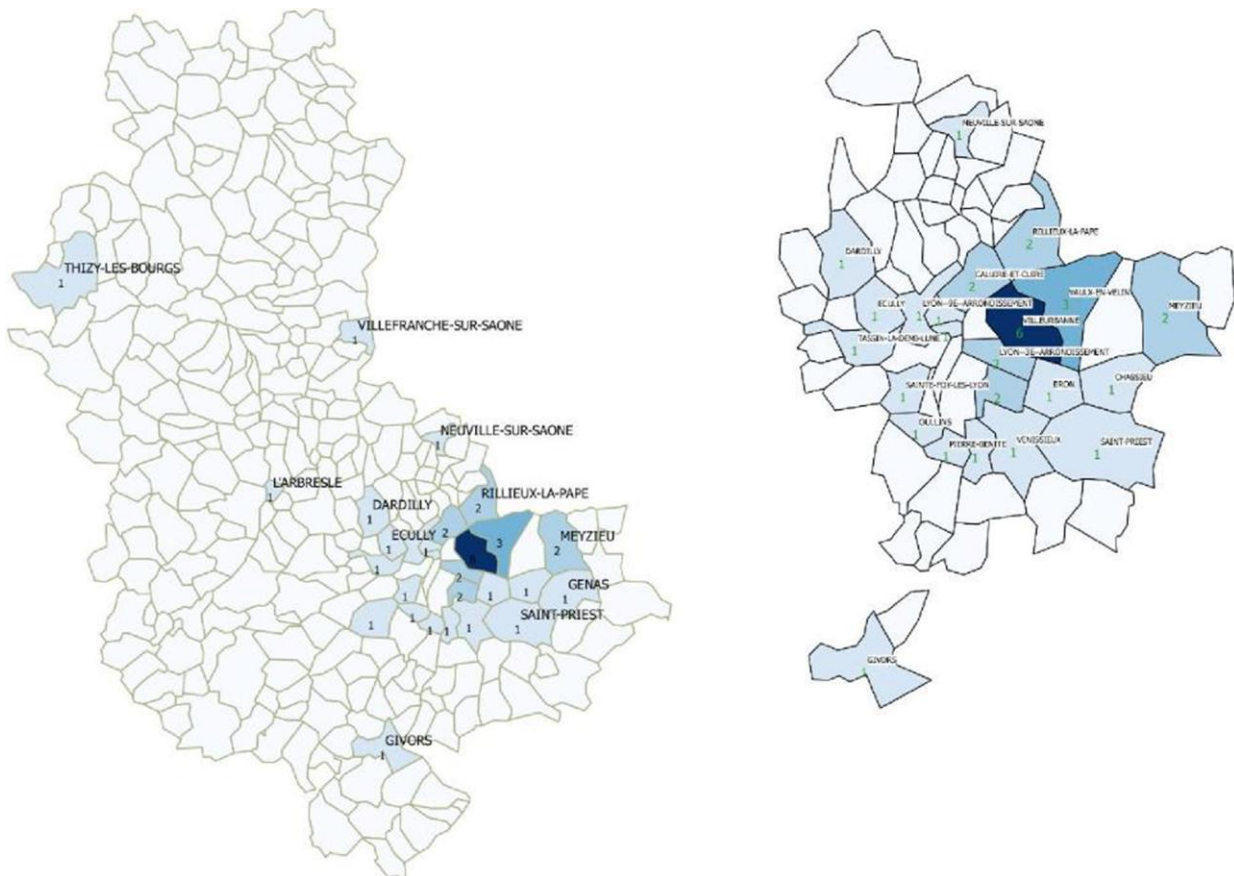 THIZY-LES-BOURGS
1
VILLEFRANCHE-SUR-SAONE
1
NEUVILLE-SUR-SAONE
1
L'ARBRESLE
1
RILLIEUX-LA-PAPE
2
DARDILLY
1
ECULLY
1
1
2
3
MEYZIEU
2
1
2
2
1
1
1
GENAS
1
SAINT-PRIEST
1
1
1
1
1
1
GIVORS
1
NEUVILLE-SUR-SAONE
1
RILLIEUX-LA-PAPE
2
DARDILLY
1
CALUIRE-ET-CUIRE
2
VAULX-EN-VELIN
3
MEYZIEU
2
ECULLY
1
1
LYON--9E--ARRONDISSEMENT
1
1
VILLEURBANNE
6
TASSIN-LA-DEMI-LUNE
1
LYON--3E--ARRONDISSEMENT
2
SAINTE-FOY-LES-LYON
1
2
BRON
1
CHASSIEU
1
OULLINS
1
PIERRE-BENITE
1
1
VENISSIEUX
1
SAINT-PRIEST
1
GIVORS
1